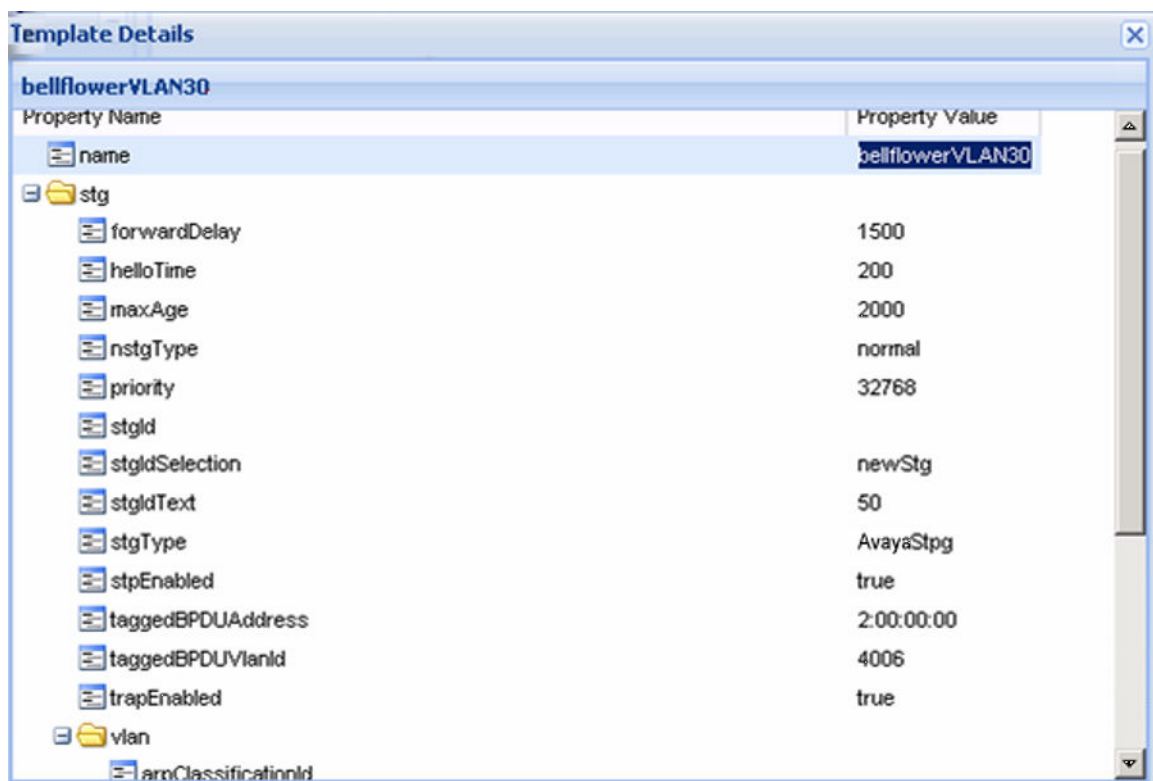 Template Details
bellflowerVLAN30
Property Name Property Value
name bellflowerVLAN30
stg
forwardDelay 1500
helloTime 200
maxAge 2000
nstgType normal
priority 32768
stgId
stgIdSelection newStg
stgIdText 50
stgType AvayaStpg
stpEnabled true
taggedBPDUAddress 2:00:00:00
taggedBPDUVlanId 4006
trapEnabled true
vlan
arpClassificationId